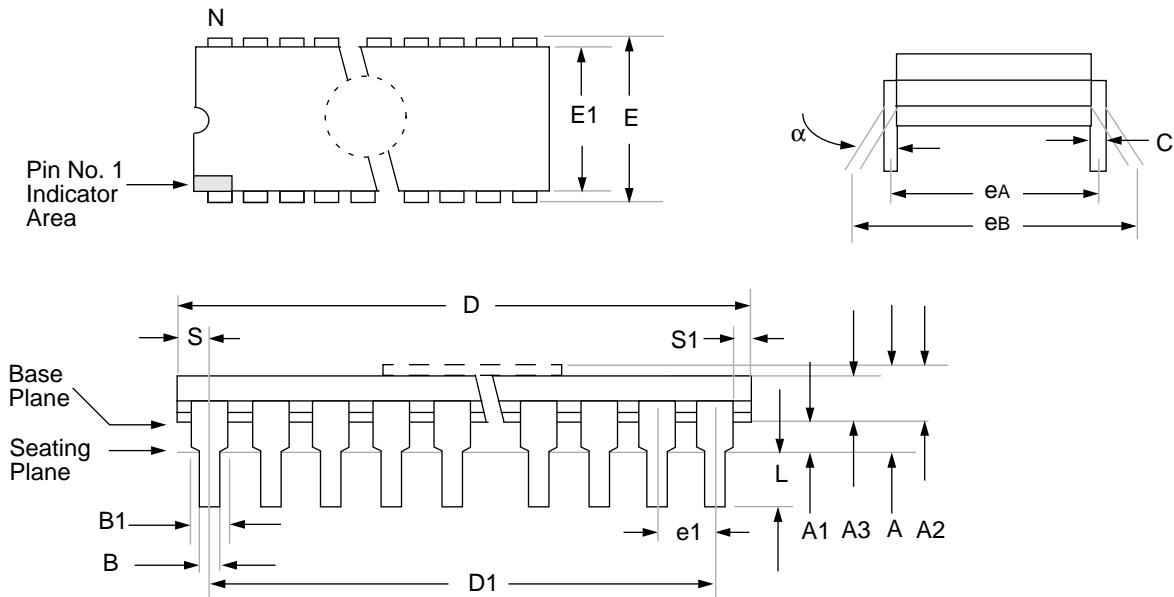 N
E1
E
α
C
Pin No. 1
Indicator
Area
eA
eB
D
S
S1
Base
Plane
Seating
Plane
L
B1
e1
A1
A3
A
A2
B
D1